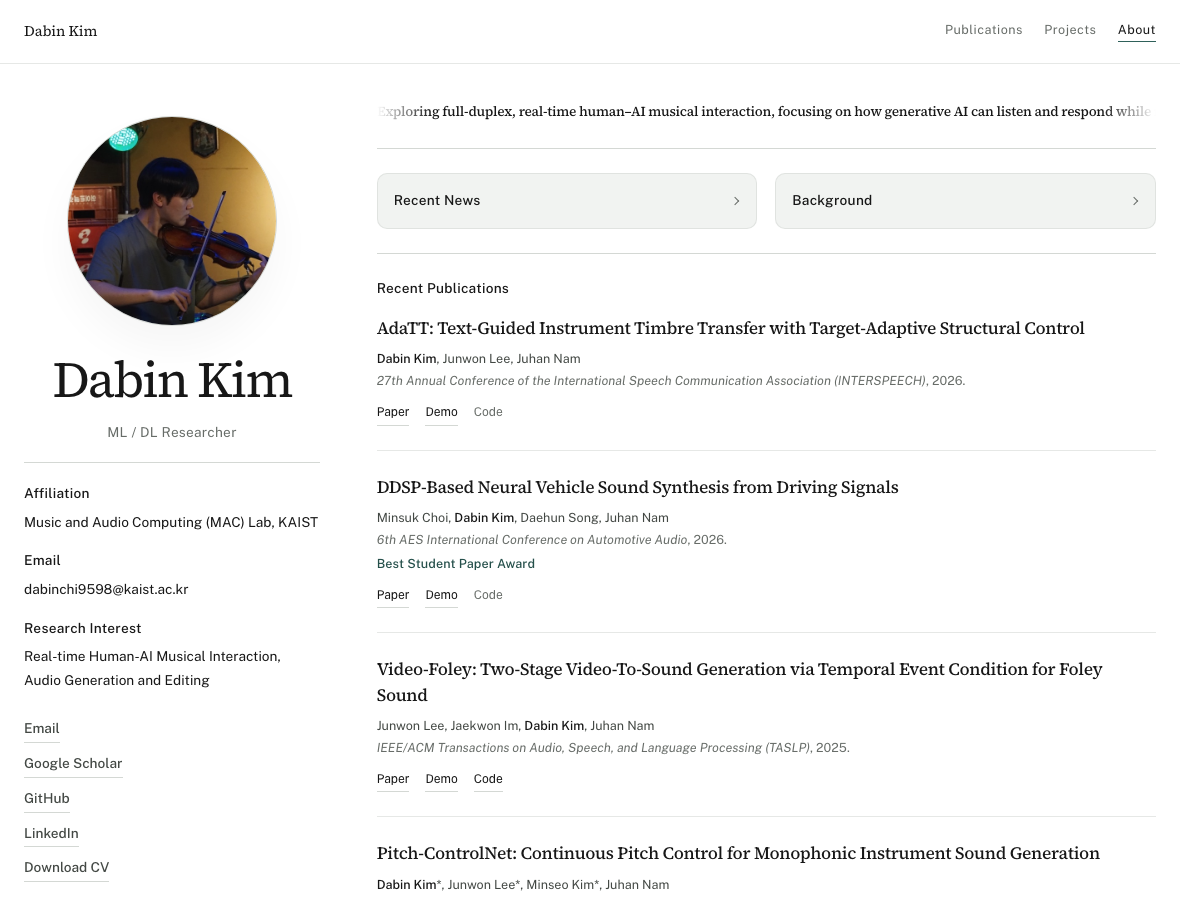 Dabin Kim
Publications
Projects
About
Dabin Kim
ML / DL Researcher
Affiliation
Music and Audio Computing (MAC) Lab, KAIST
Email
dabinchi9598@kaist.ac.kr
Research Interest
Real-time Human-AI Musical Interaction,
Audio Generation and Editing
Email
Google Scholar
GitHub
LinkedIn
Download CV
Exploring full-duplex, real-time human–AI musical interaction, focusing on how generative AI can listen and respond while
Recent News
Background
Recent Publications
AdaTT: Text-Guided Instrument Timbre Transfer with Target-Adaptive Structural Control
Dabin Kim, Junwon Lee, Juhan Nam
27th Annual Conference of the International Speech Communication Association (INTERSPEECH), 2026.
Paper Demo Code
DDSP-Based Neural Vehicle Sound Synthesis from Driving Signals
Minsuk Choi, Dabin Kim, Daehun Song, Juhan Nam
6th AES International Conference on Automotive Audio, 2026.
Best Student Paper Award
Paper Demo Code
Video-Foley: Two-Stage Video-To-Sound Generation via Temporal Event Condition for Foley
Sound
Junwon Lee, Jaekwon Im, Dabin Kim, Juhan Nam
IEEE/ACM Transactions on Audio, Speech, and Language Processing (TASLP), 2025.
Paper Demo Code
Pitch-ControlNet: Continuous Pitch Control for Monophonic Instrument Sound Generation
Dabin Kim*, Junwon Lee*, Minseo Kim*, Juhan Nam